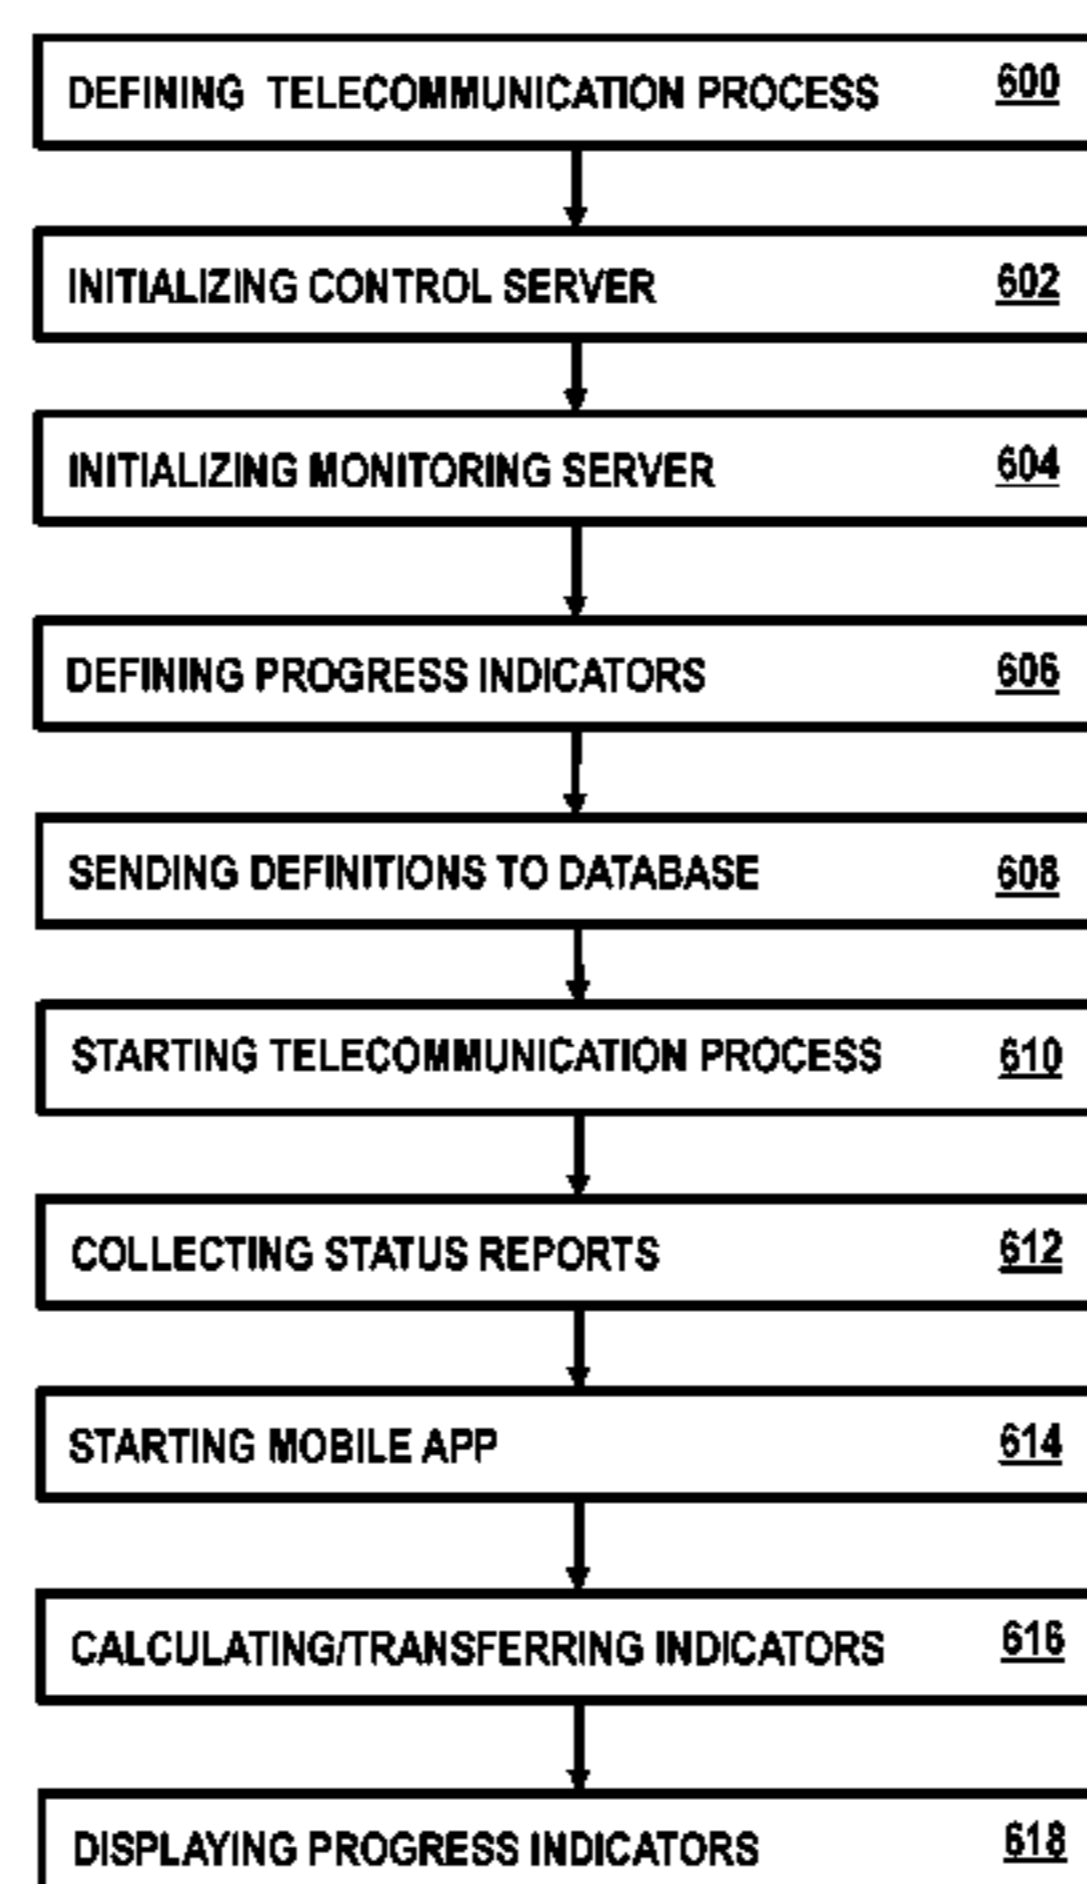 DEFINING TELECOMMUNICATION PROCESS 600
INITIALIZING CONTROL SERVER 602
INITIALIZING MONITORING SERVER 604
DEFINING PROGRESS INDICATORS 606
SENDING DEFINITIONS TO DATABASE 608
STARTING TELECOMMUNICATION PROCESS 610
COLLECTING STATUS REPORTS 612
STARTING MOBILE APP 614
CALCULATING/TRANSFERRING INDICATORS 616
DISPLAYING PROGRESS INDICATORS 618